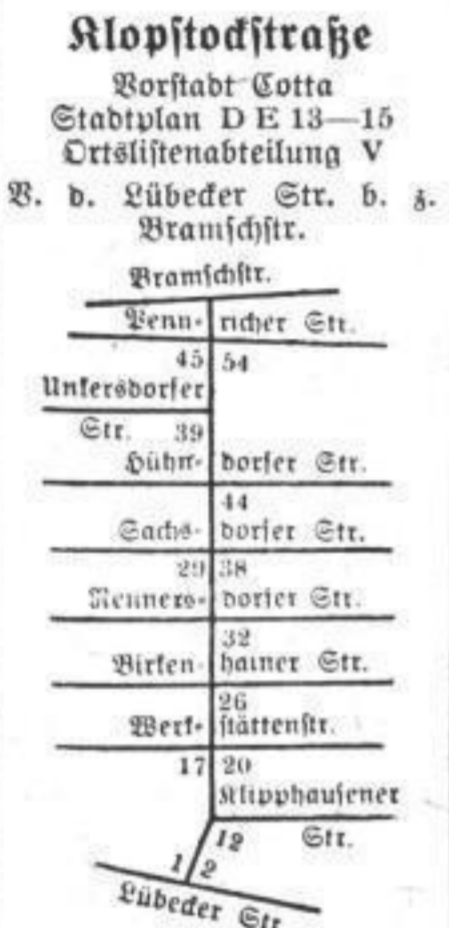 Klopstockstraße
Vorstadt Cotta
Stadtplan D E 13—15
Ortslistenabteilung V
V. d. Lübecker Str. b. z.
Bramschstr.
Bramschstr.
Penn- richer Str.
45 54
Unkersdorfer
Str. 39
Hühn- dorfer Str.
44
Sachs- dorfer Str.
29 38
Renners- dorfer Str.
32
Birken- hainer Str.
26
Werk- stättenstr.
17 20
Klipphausener
12 Str.
1 2
Lübecker Str.